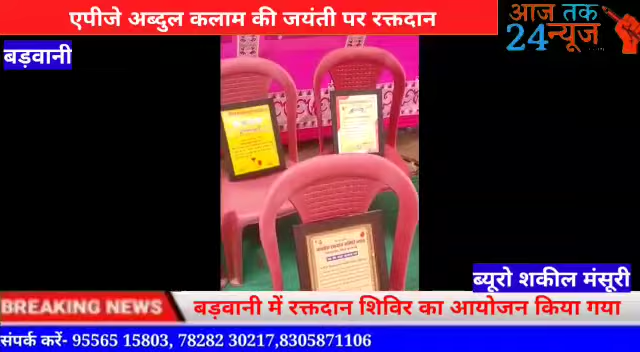 एपीजे अब्दुल कलाम की जयंती पर रक्तदान
आज तक
24न्यूज
बड़वानी
ब्यूरो शकील मंसूरी
BREAKING NEWS
बड़वानी में रक्तदान शिविर का आयोजन किया गया
संपर्क करें- 95565 15803, 78282 30217,8305871106